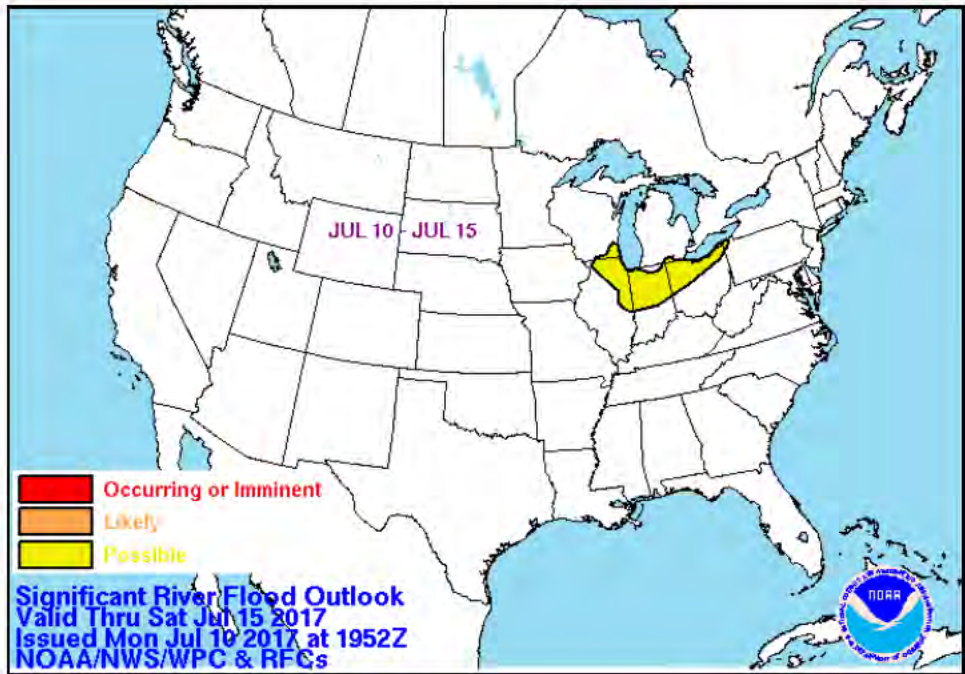 JUL 10 - JUL 15
Occurring or Imminent
Likely
Possible
Significant River Flood Outlook
Valid Thru Sat Jul 15 2017
Issued Mon Jul 10 2017 at 1952Z
NOAA/NWS/WPC & RFCs
NOAA